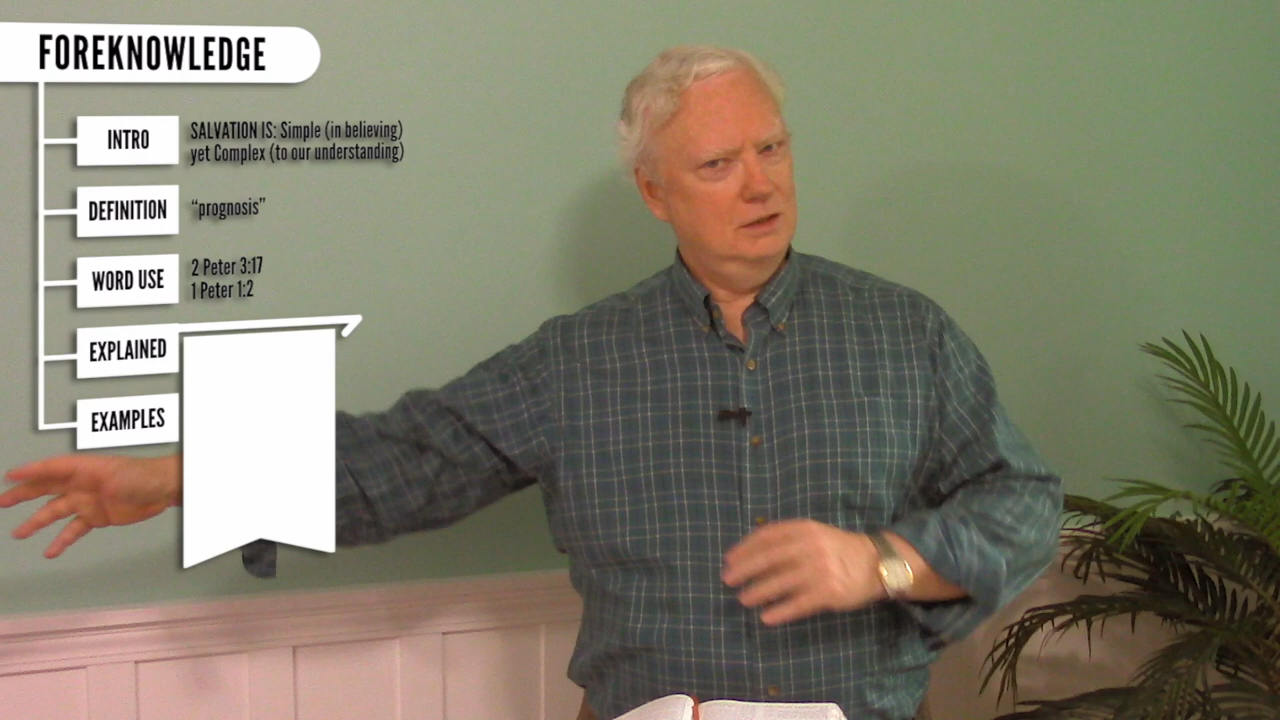 FOREKNOWLEDGE
INTRO
SALVATION IS: Simple (in believing)
yet Complex (to our understanding)
DEFINITION
“prognosis”
WORD USE
2 Peter 3:17
1 Peter 1:2
EXPLAINED
EXAMPLES